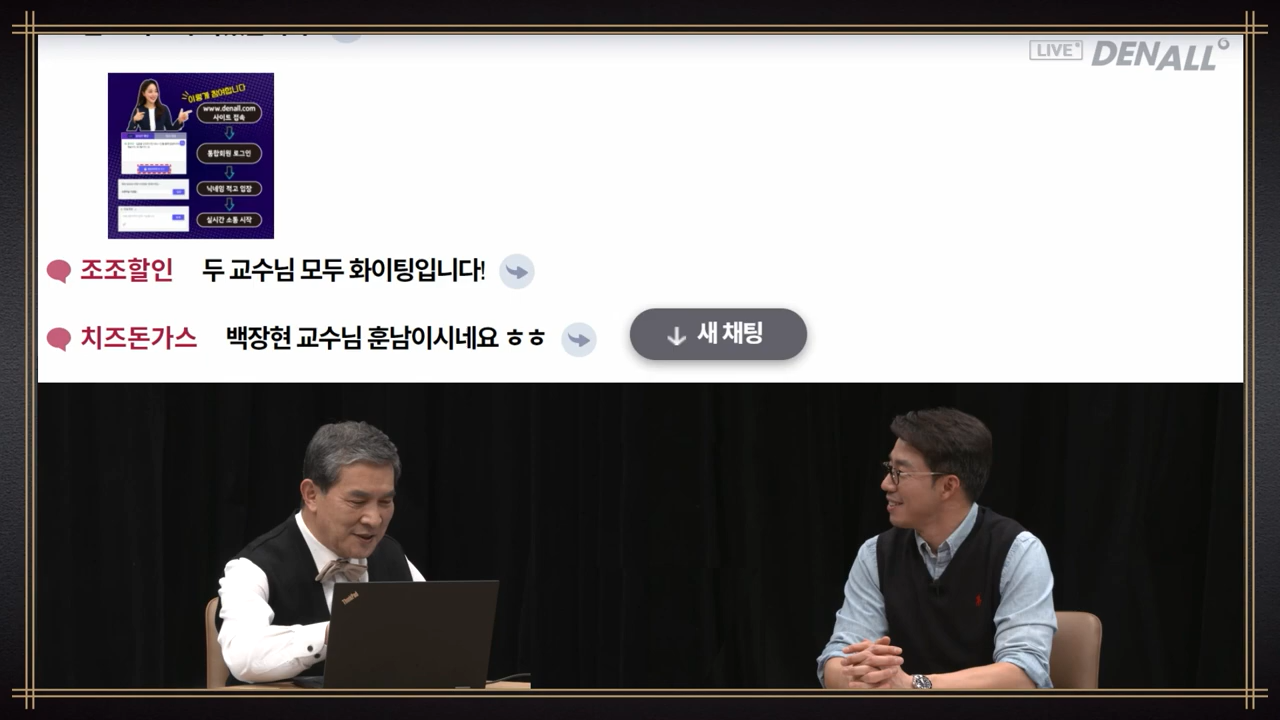 LIVE DENALL
이렇게 참여합니다
www.denall.com
사이트 접속
통합회원 로그인
닉네임 적고 입장
실시간 소통 시작
조조할인 두 교수님 모두 화이팅입니다!
치즈돈가스 백장현 교수님 훈남이시네요 ㅎㅎ
새 채팅
ThinkPad